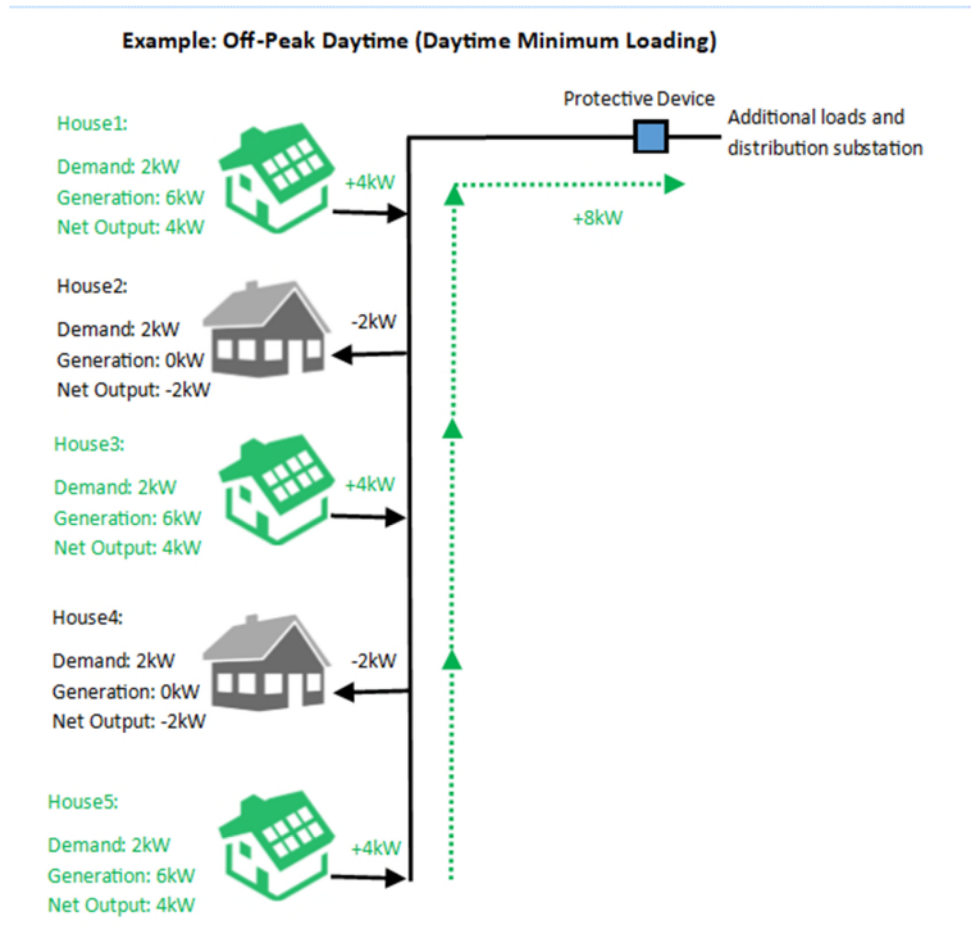 Example: Off-Peak Daytime (Daytime Minimum Loading)
Protective Device
Additional loads and
distribution substation
House1:
Demand: 2kW
Generation: 6kW
Net Output: 4kW
+4kW
+8kW
House2:
Demand: 2kW
Generation: 0kW
Net Output: -2kW
-2kW
House3:
Demand: 2kW
Generation: 6kW
Net Output: 4kW
+4kW
House4:
Demand: 2kW
Generation: 0kW
Net Output: -2kW
-2kW
House5:
Demand: 2kW
Generation: 6kW
Net Output: 4kW
+4kW